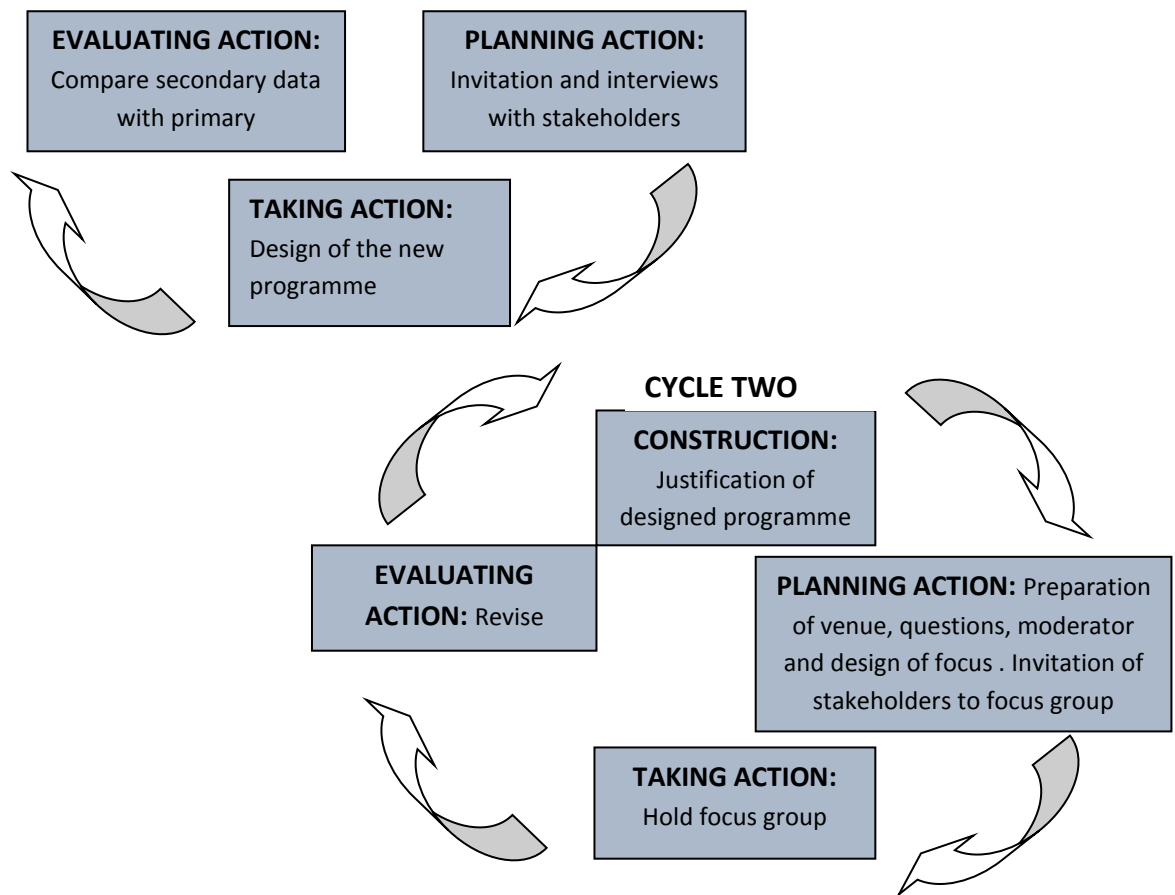 EVALUATING ACTION:
Compare secondary data
with primary
PLANNING ACTION:
Invitation and interviews
with stakeholders
TAKING ACTION:
Design of the new
programme
CYCLE TWO
CONSTRUCTION:
Justification of
designed programme
EVALUATING
ACTION: Revise
PLANNING ACTION: Preparation
of venue, questions, moderator
and design of focus . Invitation of
stakeholders to focus group
TAKING ACTION:
Hold focus group